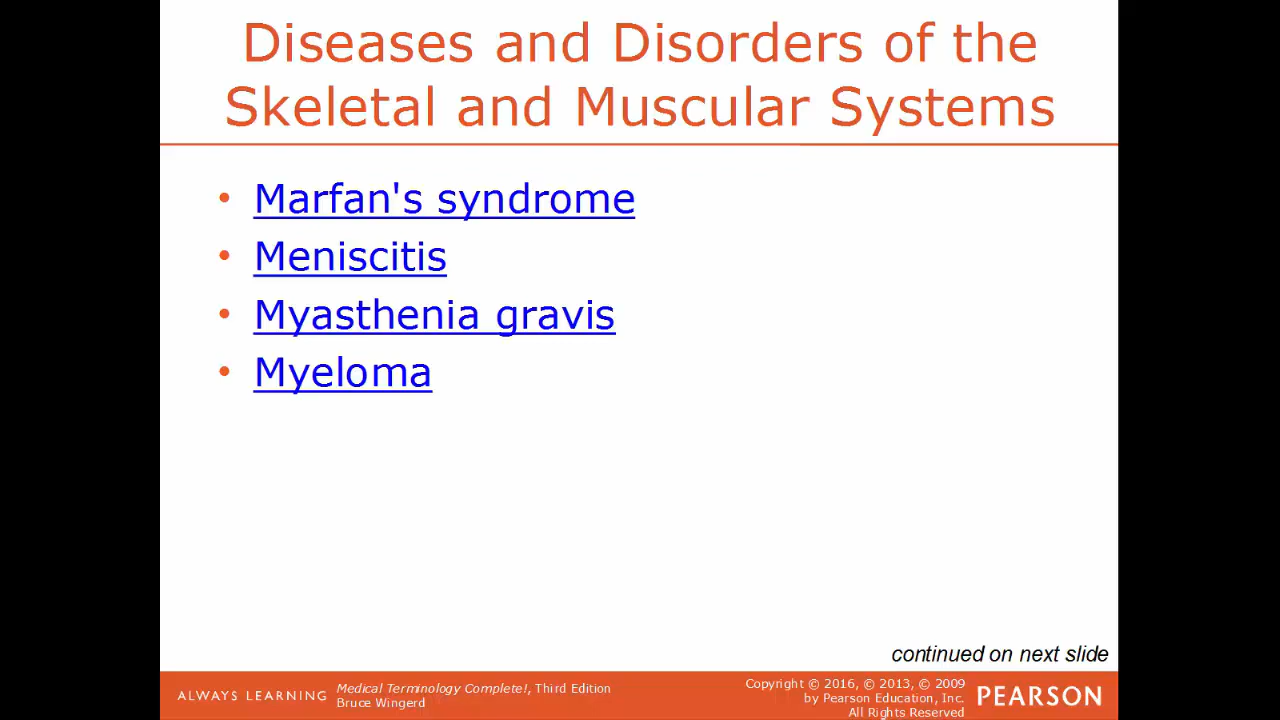 Diseases and Disorders of the
Skeletal and Muscular Systems
• Marfan's syndrome
• Meniscitis
• Myasthenia gravis
• Myeloma
continued on next slide
ALWAYS LEARNING
Medical Terminology Complete!, Third Edition
Bruce Wingerd
Copyright © 2016, © 2013, © 2009
by Pearson Education, Inc.
All Rights Reserved
PEARSON